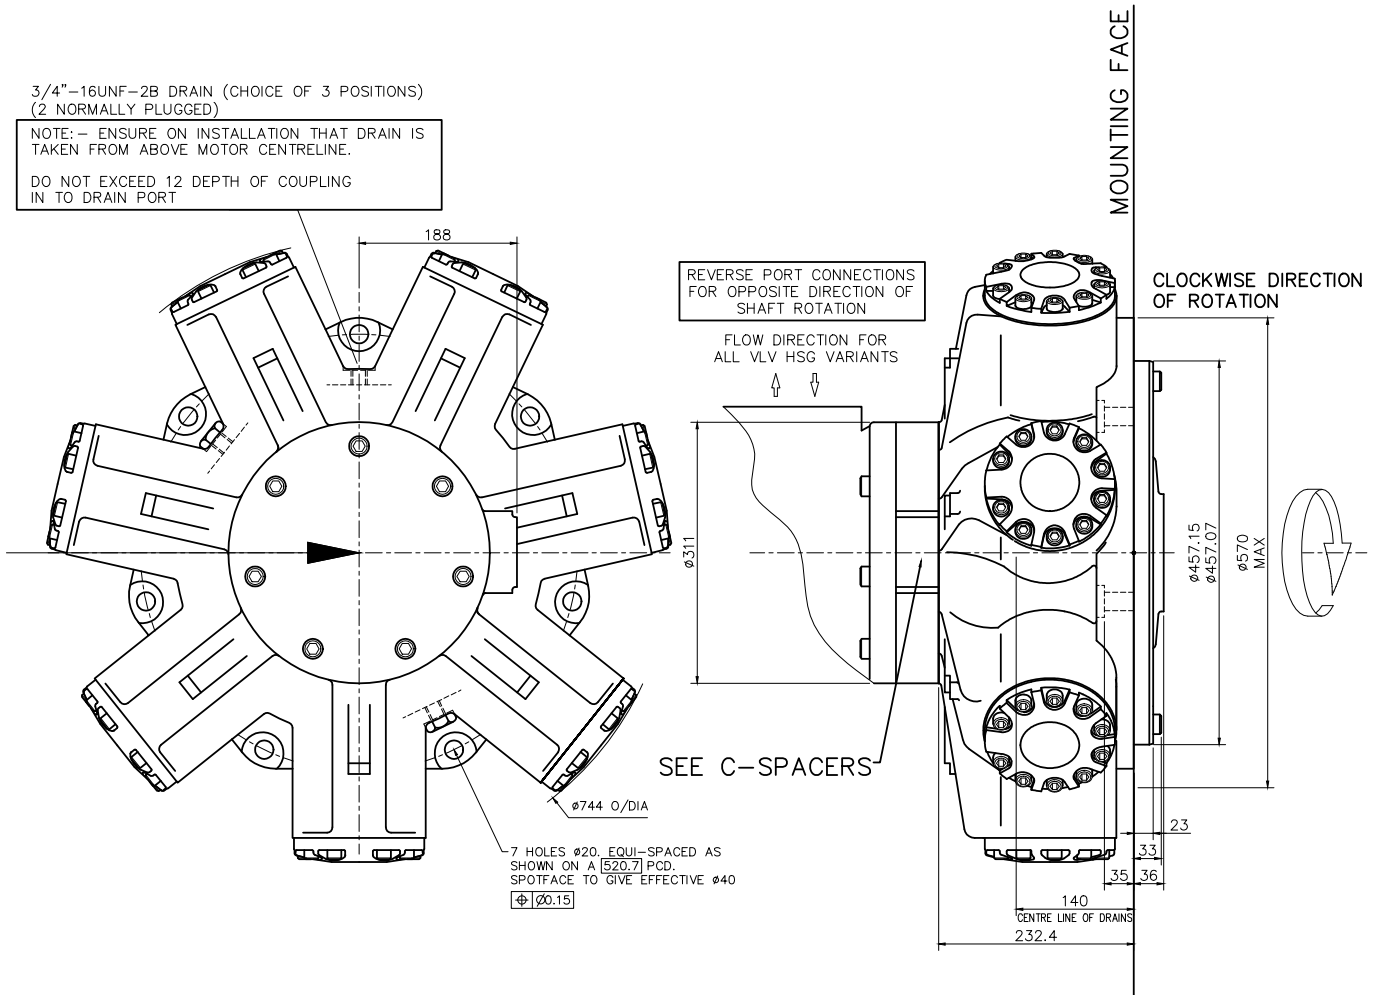 3/4"-16UNF-2B DRAIN (CHOICE OF 3 POSITIONS)
(2 NORMALLY PLUGGED)
NOTE:- ENSURE ON INSTALLATION THAT DRAIN IS
TAKEN FROM ABOVE MOTOR CENTRELINE.
DO NOT EXCEED 12 DEPTH OF COUPLING
IN TO DRAIN PORT
188
MOUNTING FACE
REVERSE PORT CONNECTIONS
FOR OPPOSITE DIRECTION OF
SHAFT ROTATION
FLOW DIRECTION FOR
ALL VLV HSG VARIANTS
CLOCKWISE DIRECTION
OF ROTATION
ø311
ø457.15
ø457.07
ø570
MAX
SEE C-SPACERS
ø744 O/DIA
7 HOLES ø20. EQUI-SPACED AS
SHOWN ON A 520.7 PCD.
SPOTFACE TO GIVE EFFECTIVE ø40
⌖ Ø0.15
23
33
35
36
140
CENTRE LINE OF DRAINS
232.4